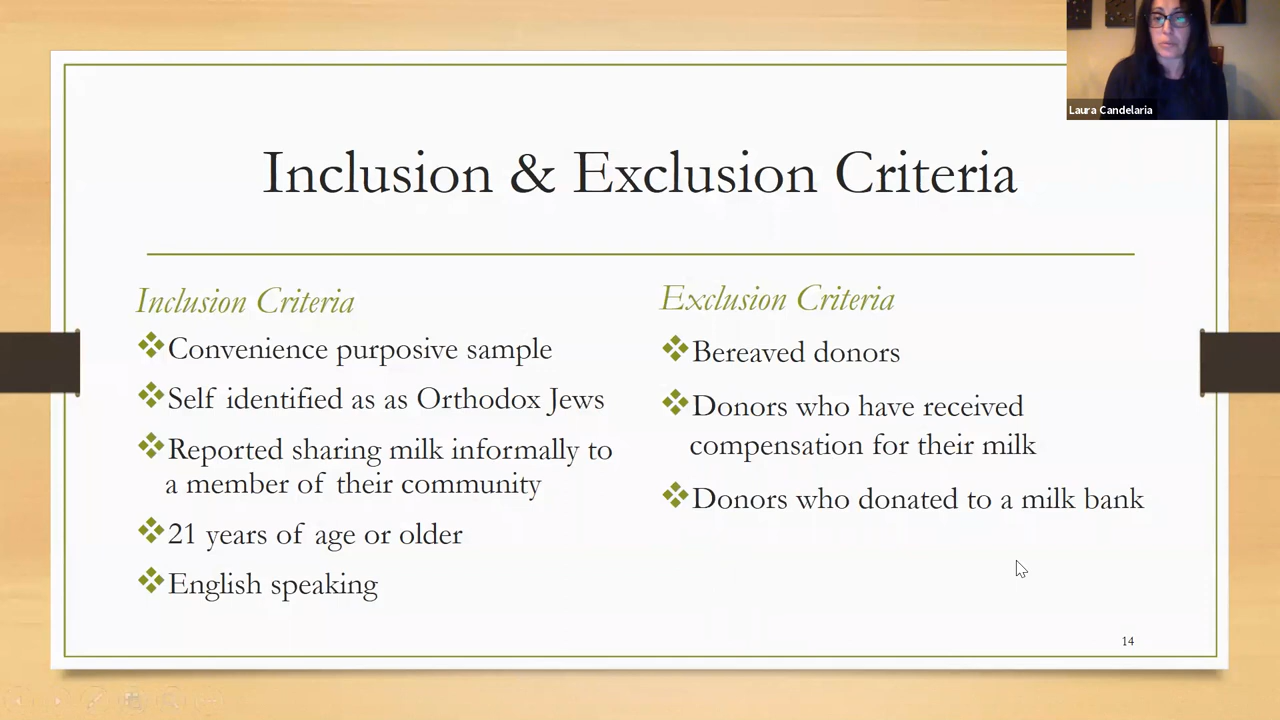 Laura Candelaria
Inclusion & Exclusion Criteria
Inclusion Criteria
Convenience purposive sample
Self identified as as Orthodox Jews
Reported sharing milk informally to
a member of their community
21 years of age or older
English speaking
Exclusion Criteria
Bereaved donors
Donors who have received
compensation for their milk
Donors who donated to a milk bank
14